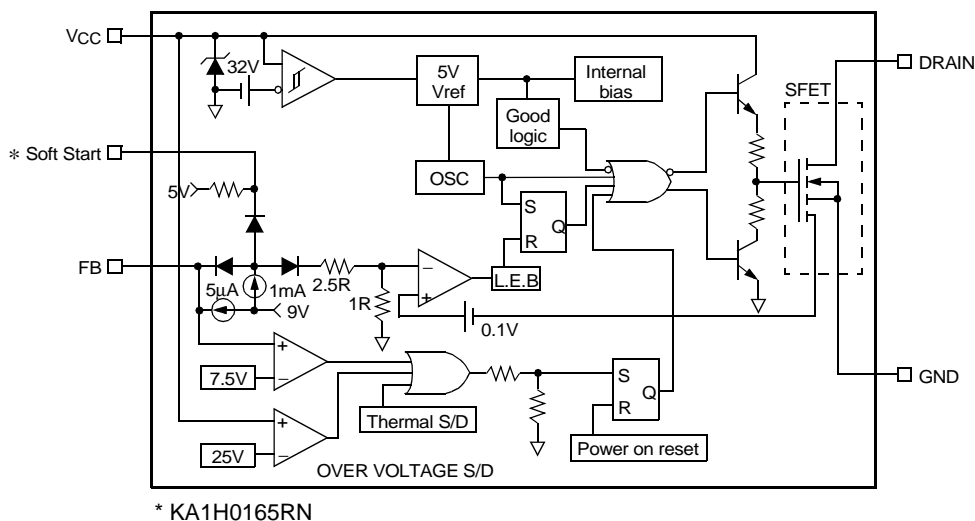 VCC
DRAIN
32V
5V
Vref
Internal
bias
SFET
Good
logic
* Soft Start
5V
OSC
S
Q
R
FB
2.5R
5µA
1mA
9V
1R
L.E.B
0.1V
7.5V
S
Q
R
GND
Thermal S/D
25V
Power on reset
OVER VOLTAGE S/D
* KA1H0165RN